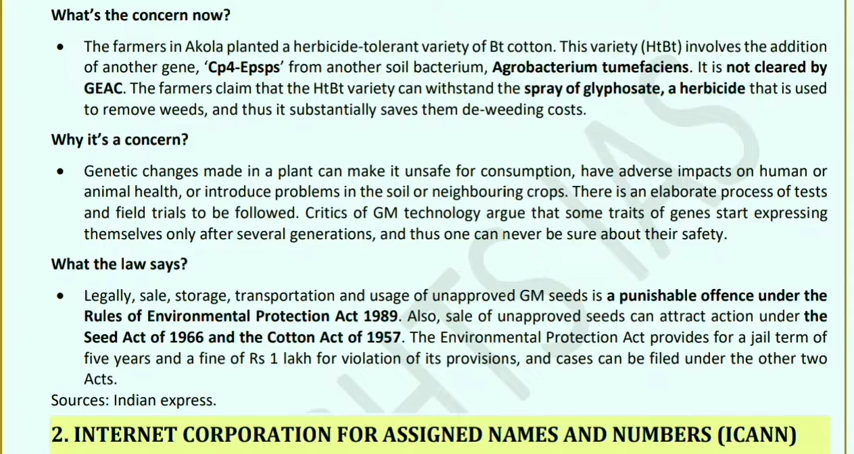 What's the concern now?
• The farmers in Akola planted a herbicide-tolerant variety of Bt cotton. This variety (HtBt) involves the addition
of another gene, 'Cp4-Epsps' from another soil bacterium, Agrobacterium tumefaciens. It is not cleared by
GEAC. The farmers claim that the HtBt variety can withstand the spray of glyphosate, a herbicide that is used
to remove weeds, and thus it substantially saves them de-weeding costs.
Why it's a concern?
• Genetic changes made in a plant can make it unsafe for consumption, have adverse impacts on human or
animal health, or introduce problems in the soil or neighbouring crops. There is an elaborate process of tests
and field trials to be followed. Critics of GM technology argue that some traits of genes start expressing
themselves only after several generations, and thus one can never be sure about their safety.
What the law says?
• Legally, sale, storage, transportation and usage of unapproved GM seeds is a punishable offence under the
Rules of Environmental Protection Act 1989. Also, sale of unapproved seeds can attract action under the
Seed Act of 1966 and the Cotton Act of 1957. The Environmental Protection Act provides for a jail term of
five years and a fine of Rs 1 lakh for violation of its provisions, and cases can be filed under the other two
Acts.
Sources: Indian express.
2. INTERNET CORPORATION FOR ASSIGNED NAMES AND NUMBERS (ICANN)
GHTS IAS